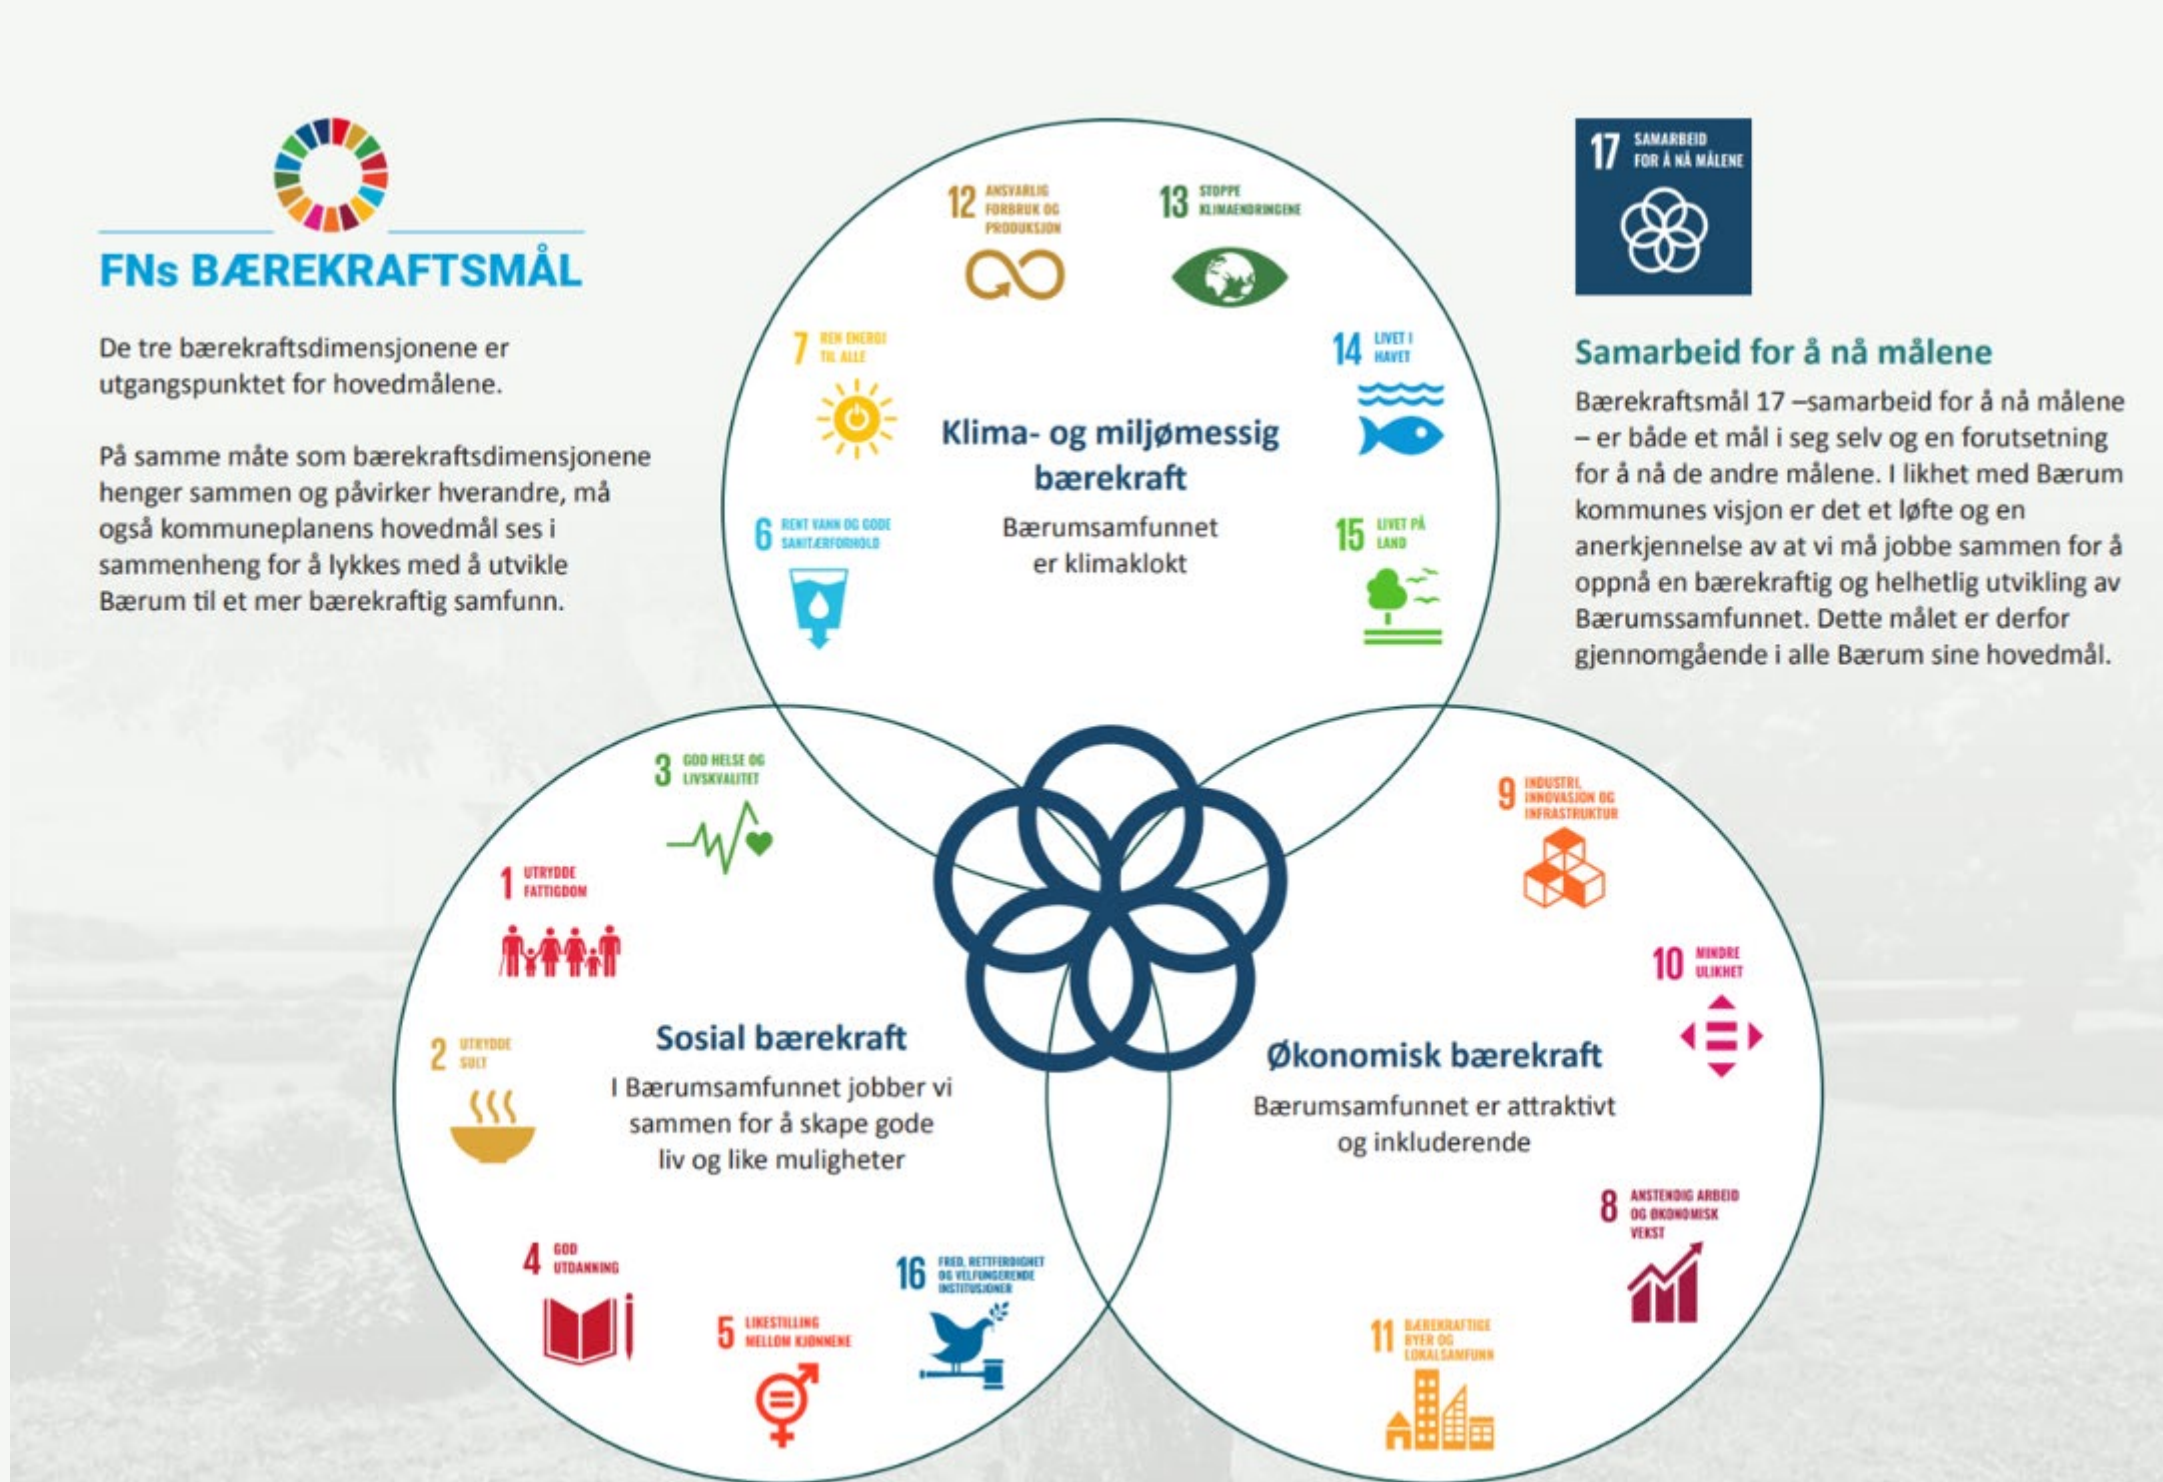 FNs BÆREKRAFTSMÅL
De tre bærekraftsdimensjonene er
utgangspunktet for hovedmålene.
På samme måte som bærekraftsdimensjonene
henger sammen og påvirker hverandre, må
også kommuneplanens hovedmål ses i
sammenheng for å lykkes med å utvikle
Bærum til et mer bærekraftig samfunn.
12 ANSVARLIG
FORBRUK OG
PRODUKSJON
13 STOPPE
KLIMAENDRINGENE
7 REN ENERGI
TIL ALLE
14 LIVET I
HAVET
Klima- og miljømessig
bærekraft
Bærumsamfunnet
er klimaklokt
6 RENT VANN OG GODE
SANITÆRFORHOLD
15 LIVET PÅ
LAND
17 SAMARBEID
FOR Å NÅ MÅLENE
Samarbeid for å nå målene
Bærekraftsmål 17 –samarbeid for å nå målene
– er både et mål i seg selv og en forutsetning
for å nå de andre målene. I likhet med Bærum
kommunes visjon er det et løfte og en
anerkjennelse av at vi må jobbe sammen for å
oppnå en bærekraftig og helhetlig utvikling av
Bærumssamfunnet. Dette målet er derfor
gjennomgående i alle Bærum sine hovedmål.
3 GOD HELSE OG
LIVSKVALITET
1 UTRYDDE
FATTIGDOM
2 UTRYDDE
SULT
Sosial bærekraft
I Bærumsamfunnet jobber vi
sammen for å skape gode
liv og like muligheter
4 GOD
UTDANNING
5 LIKESTILLING
MELLOM KJØNNENE
16 FRED, RETTFERDIGHET
OG VELFUNGERENDE
INSTITUSJONER
9 INDUSTRI,
INNOVASJON OG
INFRASTRUKTUR
10 MINDRE
ULIKHET
Økonomisk bærekraft
Bærumsamfunnet er attraktivt
og inkluderende
8 ANSTENDIG ARBEID
OG ØKONOMISK
VEKST
11 BÆREKRAFTIGE
BYER OG
LOKALSAMFUNN